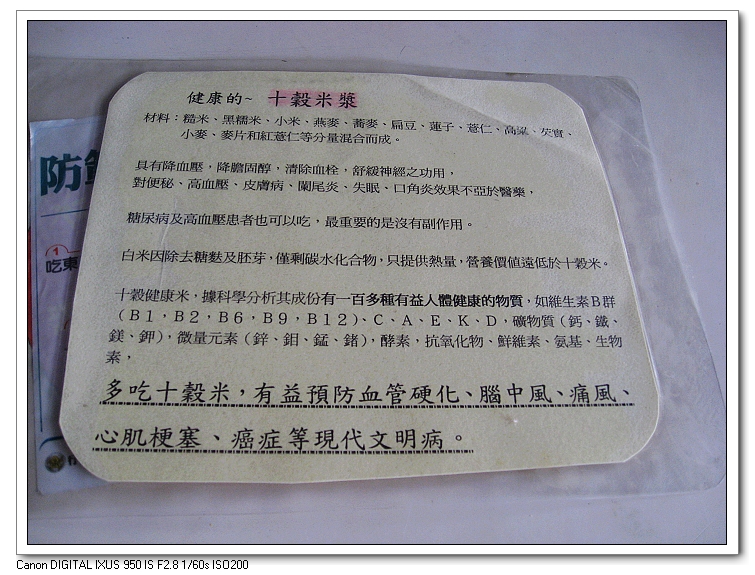 健康的~ 十穀米漿
材料：糙米、黑糯米、小米、燕麥、蕎麥、扁豆、蓮子、薏仁、高粱、芡實、
小麥、麥片和紅薏仁等分量混合而成。
具有降血壓，降膽固醇，清除血栓，舒緩神經之功用，
對便秘、高血壓、皮膚病、闌尾炎、失眠、口角炎效果不亞於醫藥，
糖尿病及高血壓患者也可以吃，最重要的是沒有副作用。
白米因除去糖麩及胚芽，僅剩碳水化合物，只提供熱量，營養價值遠低於十穀米。
十穀健康米，據科學分析其成份有一百多種有益人體健康的物質，如維生素B群
（B1，B2，B6，B9，B12）、C、A、E、K、D，礦物質（鈣、鐵、
鎂、鉀），微量元素（鋅、鉬、錳、鍺），酵素，抗氧化物、鮮維素、氨基、生物
素，
多吃十穀米，有益預防血管硬化、腦中風、痛風、
心肌梗塞、癌症等現代文明病。
防
1
吃東
Canon DIGITAL IXUS 950 IS F2.8 1/60s ISO200